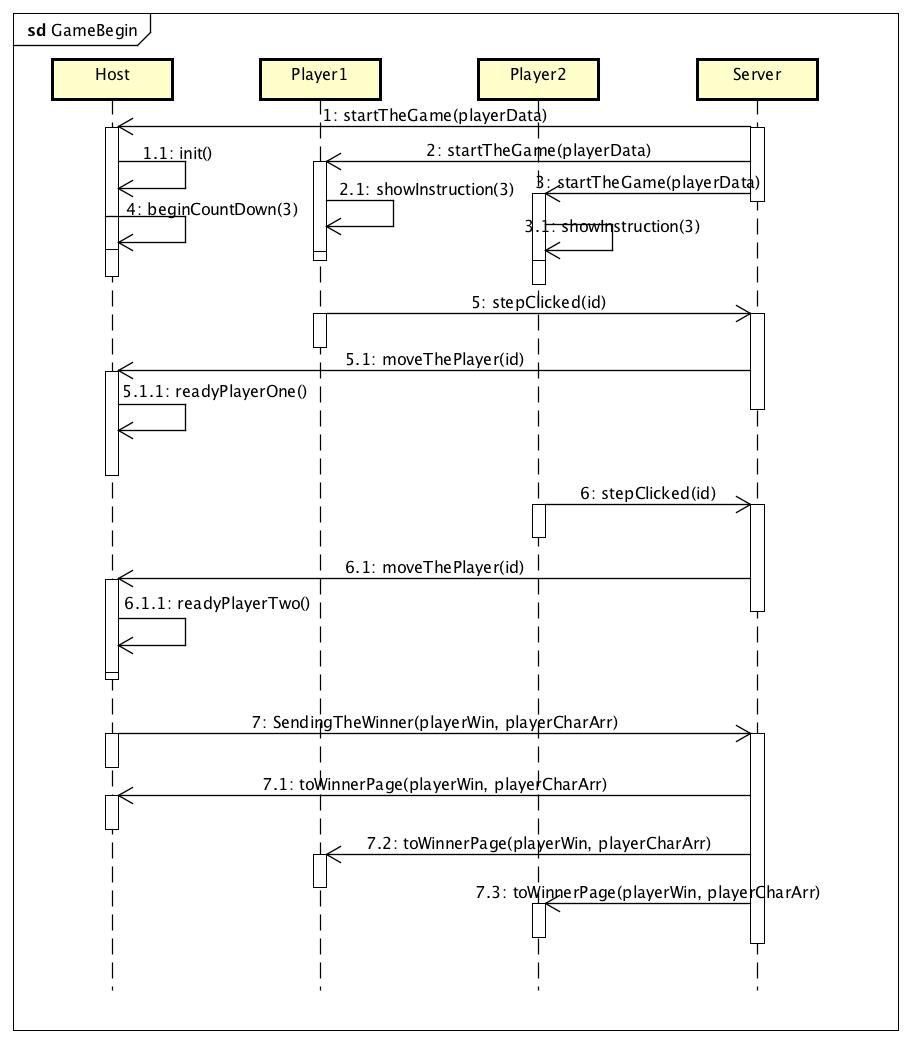 sd GameBegin
Host
Player1
Player2
Server
1: startTheGame(playerData)
1.1: init()
2: startTheGame(playerData)
3: startTheGame(playerData)
2.1: showInstruction(3)
4: beginCountDown(3)
3.1: showInstruction(3)
5: stepClicked(id)
5.1: moveThePlayer(id)
5.1.1: readyPlayerOne()
6: stepClicked(id)
6.1: moveThePlayer(id)
6.1.1: readyPlayerTwo()
7: SendingTheWinner(playerWin, playerCharArr)
7.1: toWinnerPage(playerWin, playerCharArr)
7.2: toWinnerPage(playerWin, playerCharArr)
7.3: toWinnerPage(playerWin, playerCharArr)